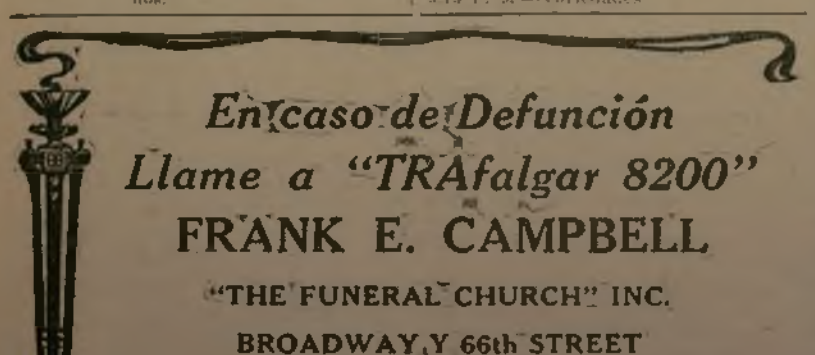 En caso de Defunción
Llame a "TRAfalgar 8200"
FRANK E. CAMPBELL
"THE FUNERAL CHURCH" INC.
BROADWAY Y 66th STREET